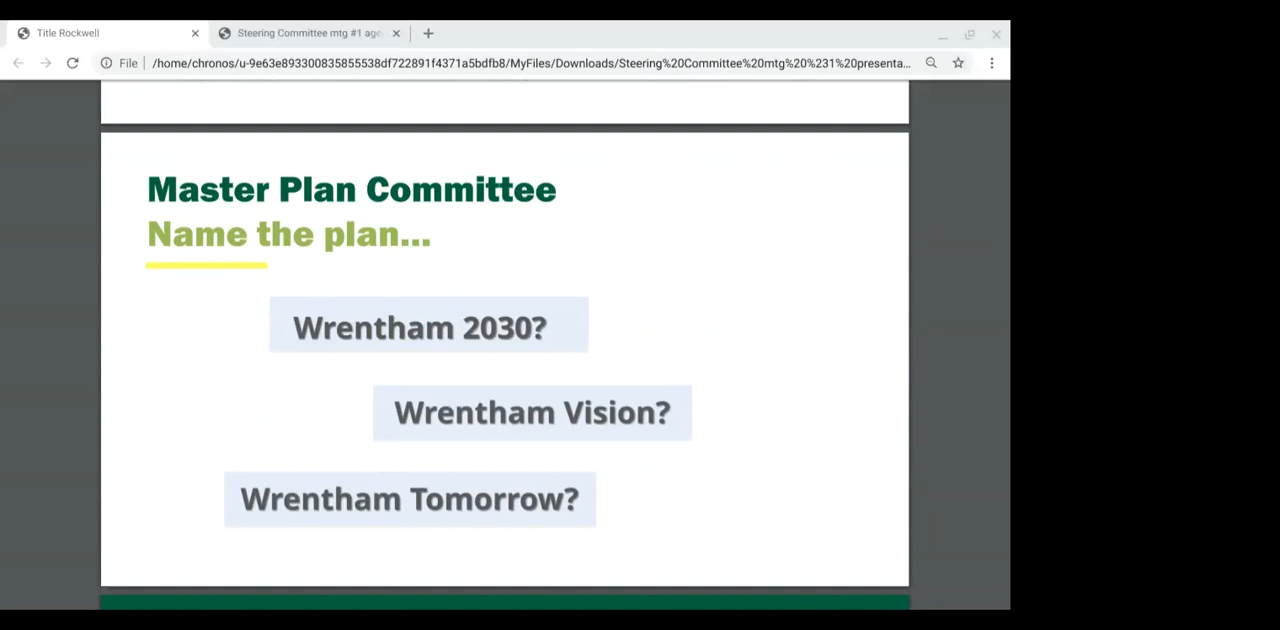 Title Rockwell
Steering Committee mtg #1 age
File
/home/chronos/u-9e63e893300835855538df722891f4371a5bdfb8/MyFiles/Downloads/Steering%20Committee%20mtg%20%231%20presenta...
Master Plan Committee
Name the plan...
Wrentham 2030?
Wrentham Vision?
Wrentham Tomorrow?